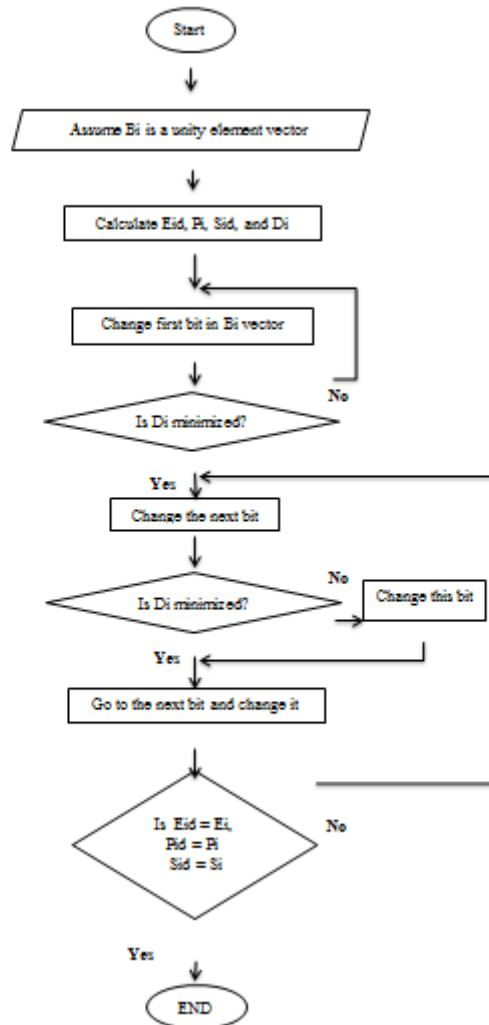 Start
Assume Bi is a unity element vector
Calculate Eid, Pi, Sid, and Di
Change first bit in Bi vector
No
Is Di minimized?
Yes
Change the next bit
No
Is Di minimized?
Change this bit
Yes
Go to the next bit and change it
Is Eid = Ei,
Pid = Pi
Sid = Si
No
Yes
END